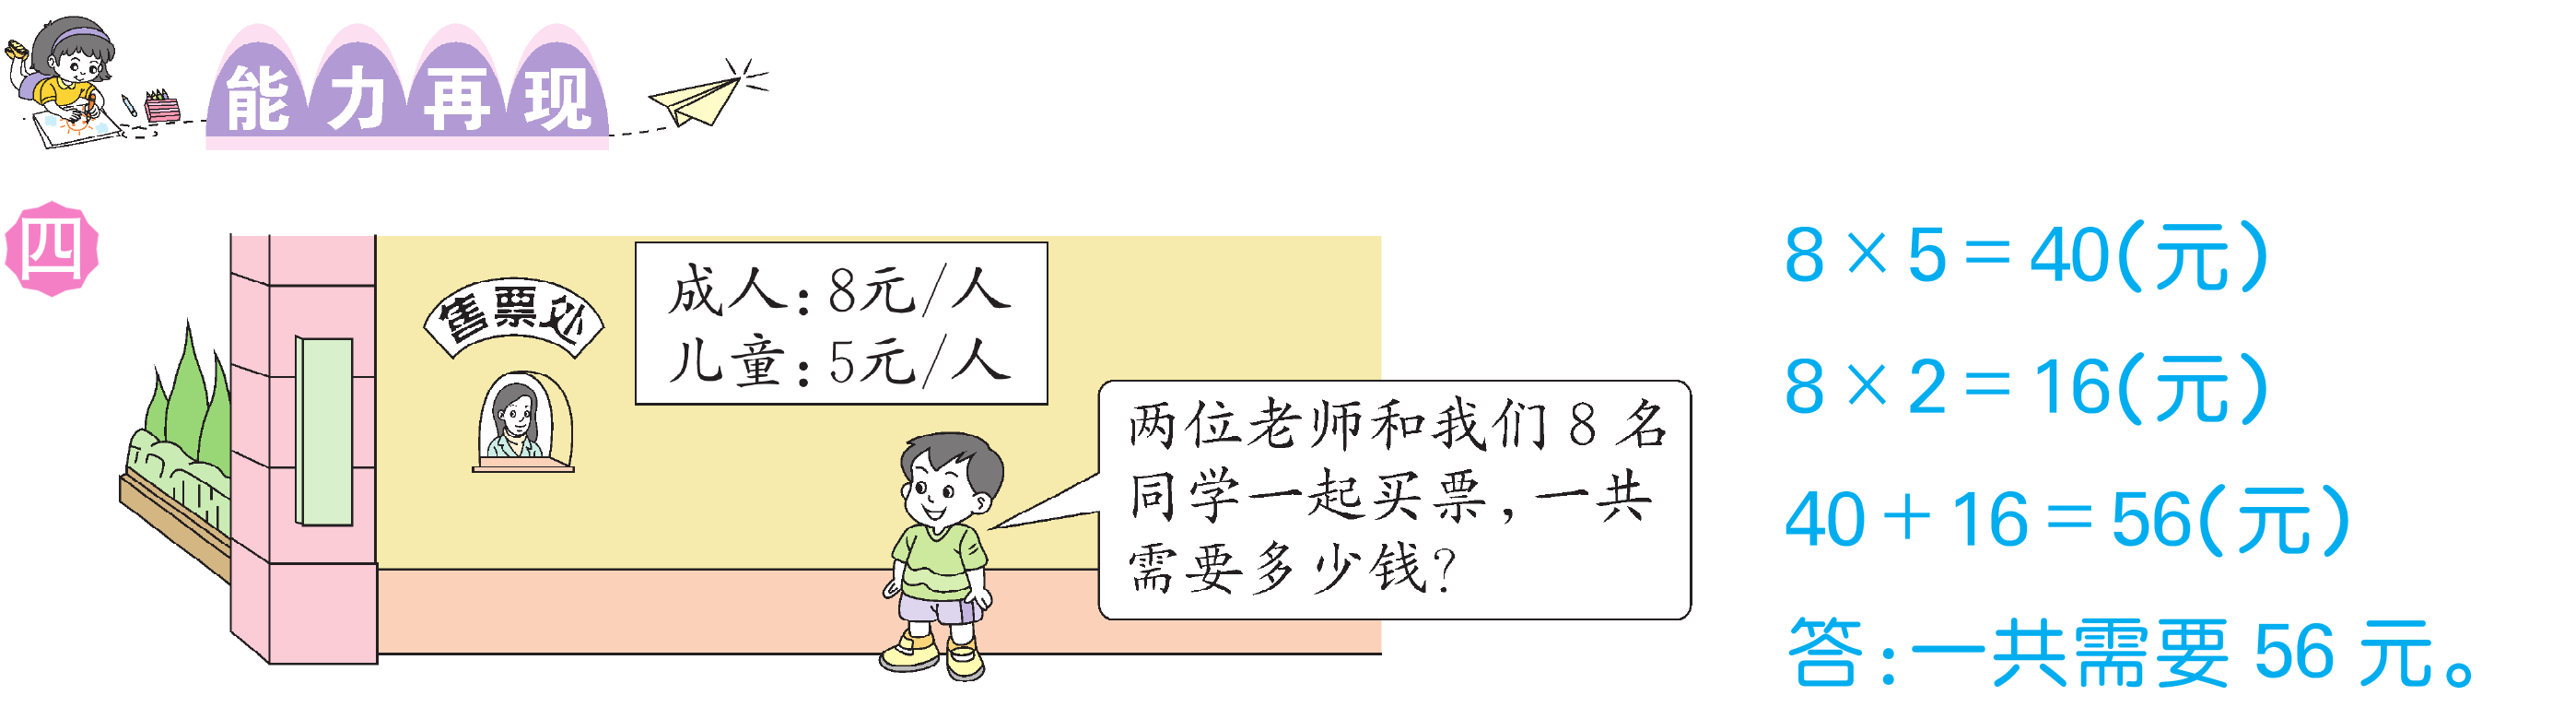 能力再现
四
售票处
成人:8元/人
儿童:5元/人
两位老师和我们8名
同学一起买票,一共
需要多少钱?
8×5=40(元)
8×2=16(元)
40+16=56(元)
答:一共需要56元。